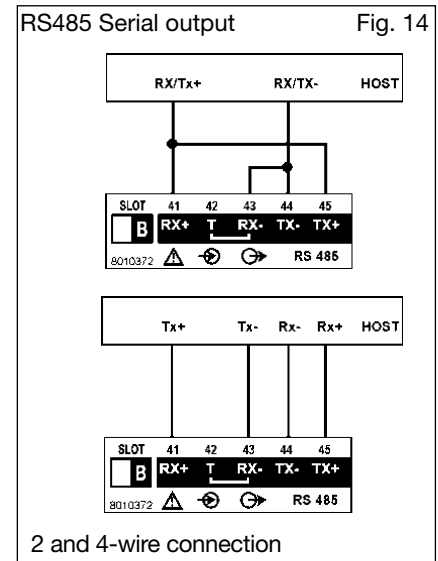 RS485 Serial output Fig. 14
RX/Tx+ RX/TX- HOST
SLOT 41 42 43 44 45
B RX+ T RX- TX- TX+
8010372 RS 485
Tx+ Tx- Rx- Rx+ HOST
SLOT 41 42 43 44 45
B RX+ T RX- TX- TX+
8010372 RS 485
2 and 4-wire connection